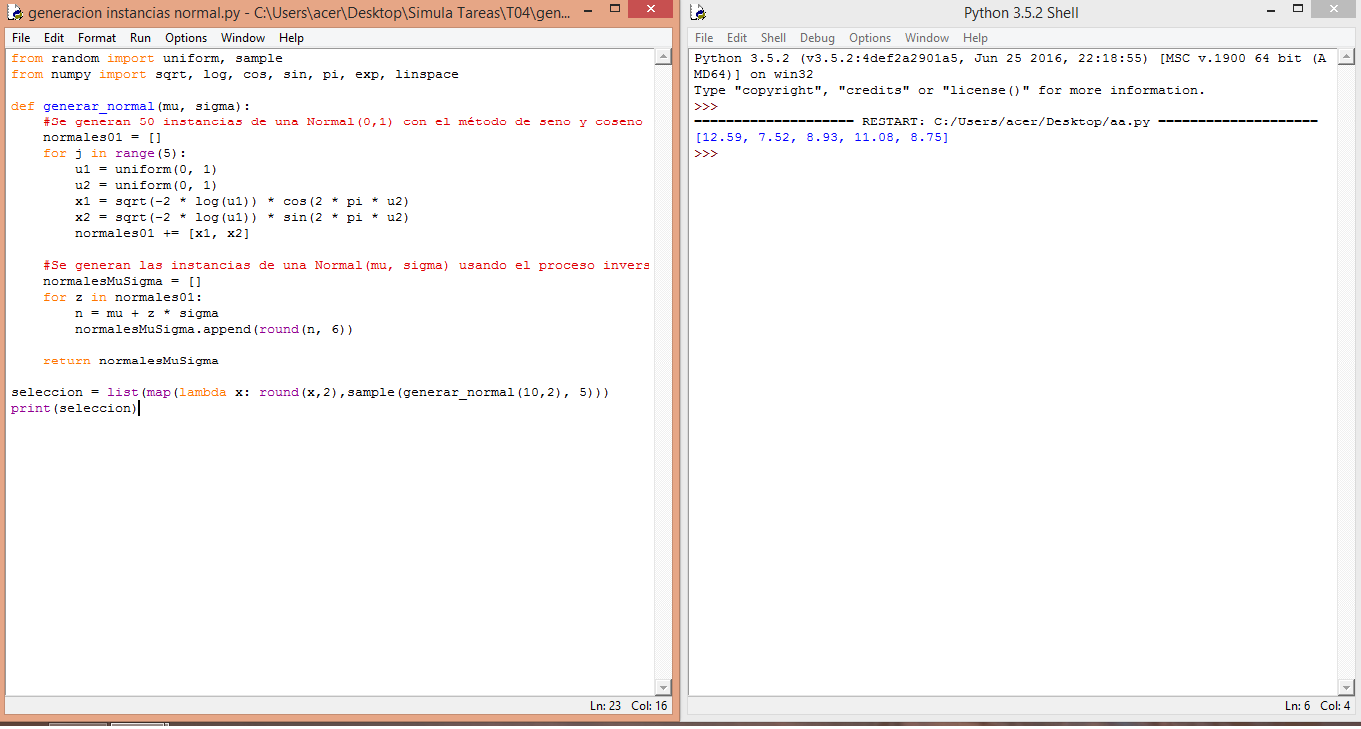 generacion instancias normal.py - C:\Users\acer\Desktop\Simula Tareas\T04\gen...
File Edit Format Run Options Window Help
from random import uniform, sample
from numpy import sqrt, log, cos, sin, pi, exp, linspace
def generar_normal(mu, sigma):
    #Se generan 50 instancias de una Normal(0,1) con el método de seno y coseno
    normales01 = []
    for j in range(5):
        u1 = uniform(0, 1)
        u2 = uniform(0, 1)
        x1 = sqrt(-2 * log(u1)) * cos(2 * pi * u2)
        x2 = sqrt(-2 * log(u1)) * sin(2 * pi * u2)
        normales01 += [x1, x2]
    #Se generan las instancias de una Normal(mu, sigma) usando el proceso invers
    normalesMuSigma = []
    for z in normales01:
        n = mu + z * sigma
        normalesMuSigma.append(round(n, 6))
    return normalesMuSigma
seleccion = list(map(lambda x: round(x,2),sample(generar_normal(10,2), 5)))
print(seleccion)
Ln: 23 Col: 16
Python 3.5.2 Shell
File Edit Shell Debug Options Window Help
Python 3.5.2 (v3.5.2:4def2a2901a5, Jun 25 2016, 22:18:55) [MSC v.1900 64 bit (A
MD64)] on win32
Type "copyright", "credits" or "license()" for more information.
>>>
==================== RESTART: C:/Users/acer/Desktop/aa.py ====================
[12.59, 7.52, 8.93, 11.08, 8.75]
>>>
Ln: 6 Col: 4